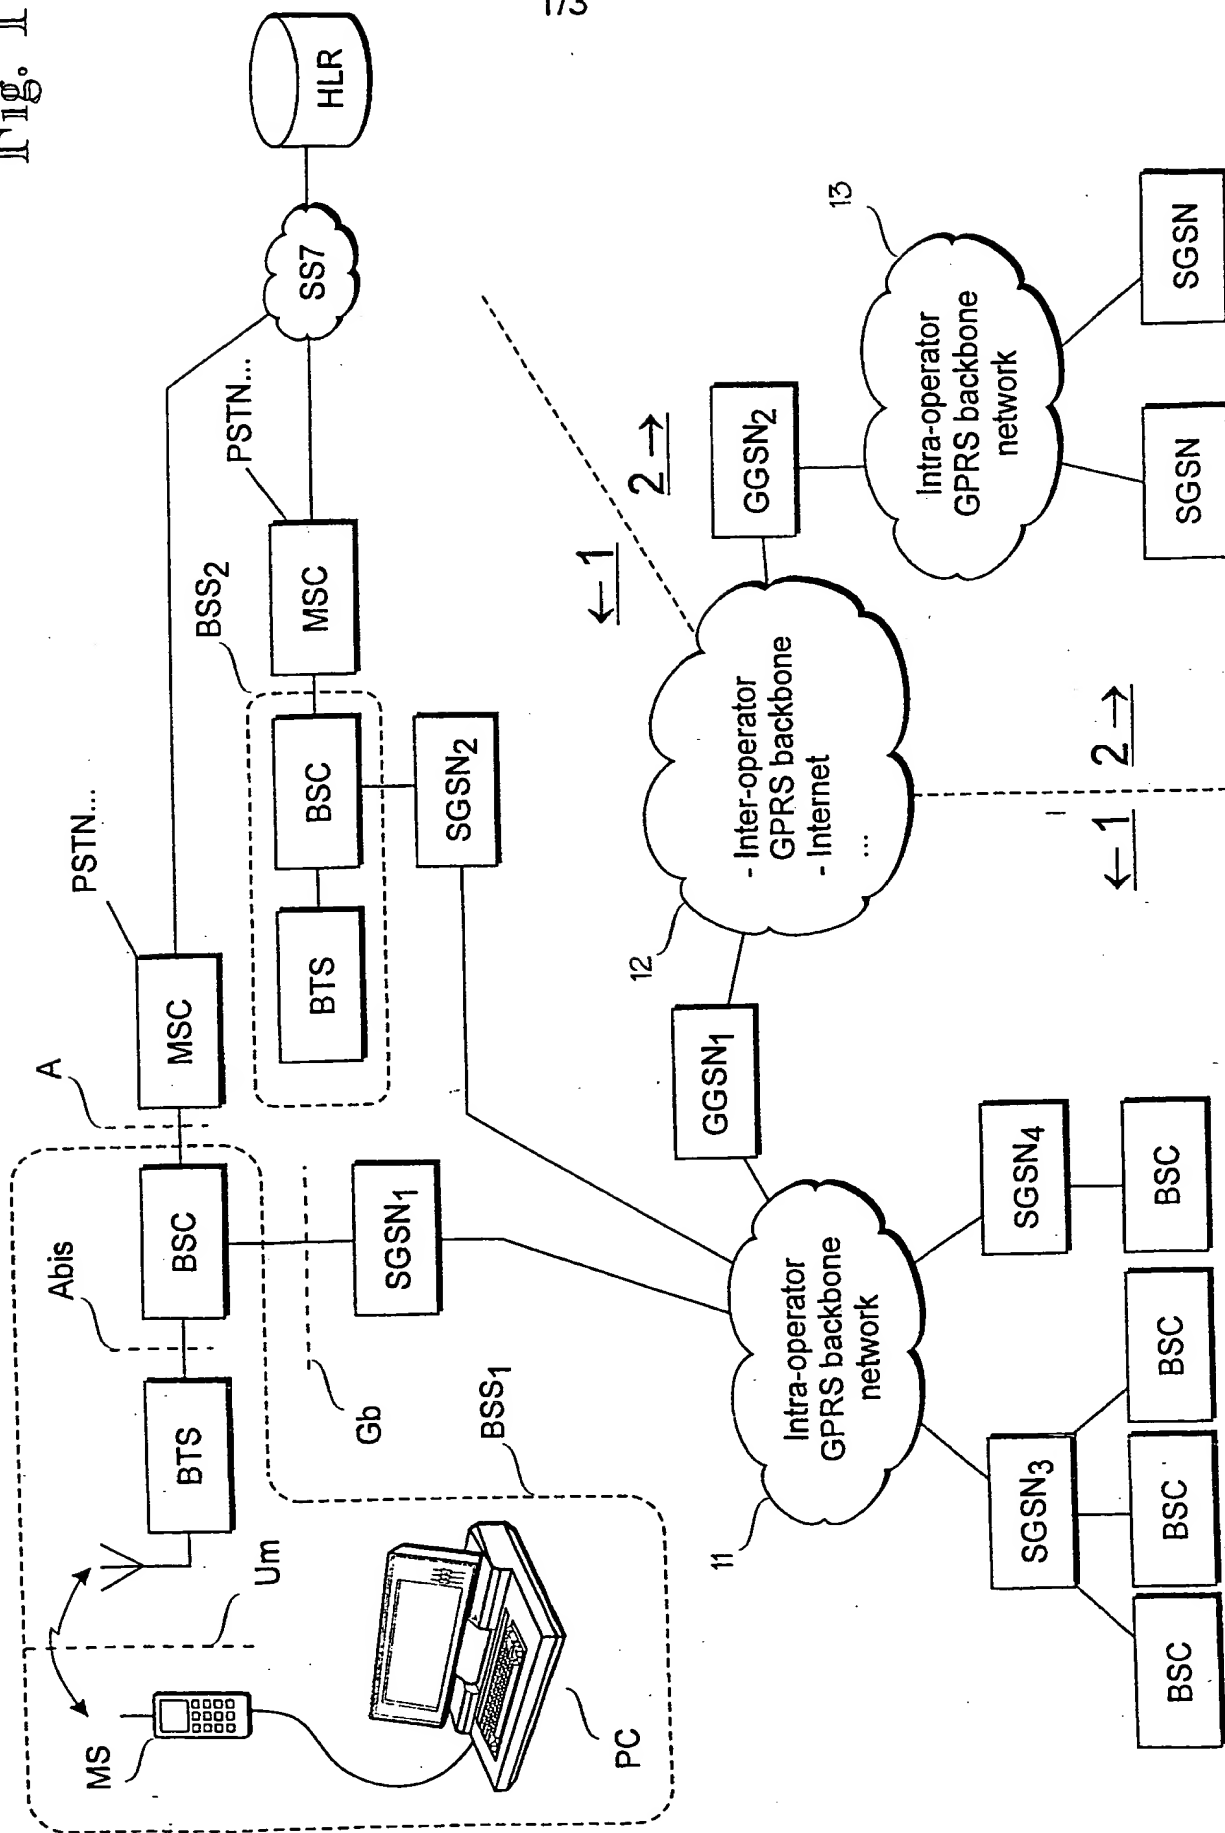 1/3
Fig. 1
MS
PC
Um
BTS
Abis
BSC
A
MSC
PSTN...
Gb
SGSN1
BSS1
BSS2
BTS
BSC
MSC
PSTN...
SGSN2
SS7
HLR
11
Intra-operator
GPRS backbone
network
GGSN1
12
- Inter-operator
GPRS backbone
- Internet
...
← 1
2 →
← 1
2 →
GGSN2
13
Intra-operator
GPRS backbone
network
SGSN
SGSN
SGSN3
SGSN4
BSC
BSC
BSC
BSC